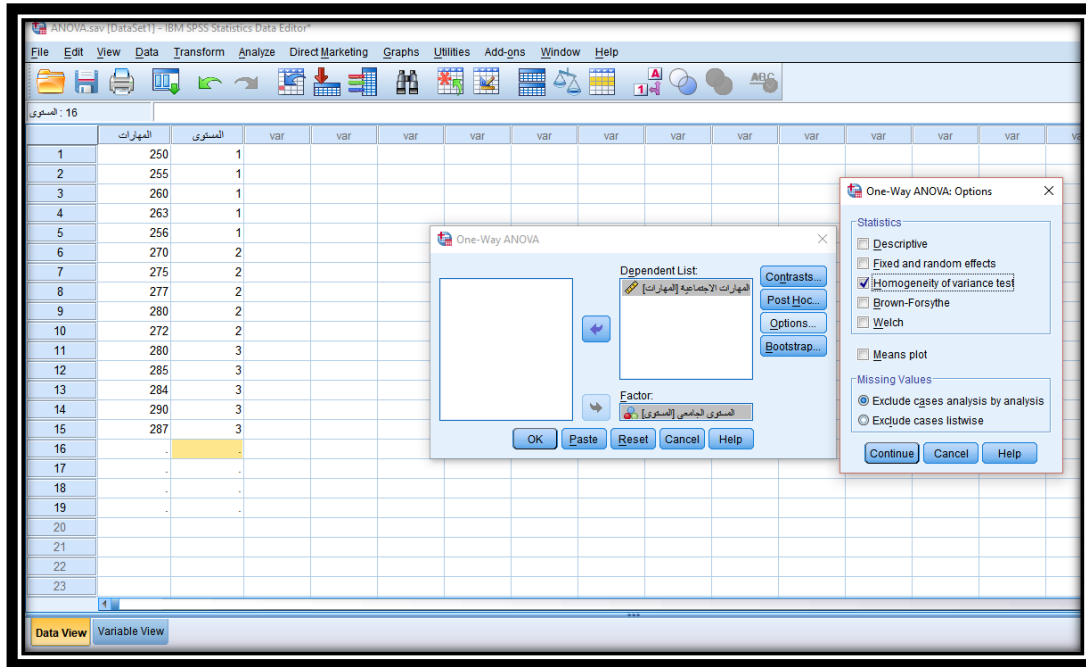 ANOVA.sav [DataSet1] - IBM SPSS Statistics Data Editor*
File Edit View Data Transform Analyze Direct Marketing Graphs Utilities Add-ons Window Help
A
1
4
ABC
16 : المستوى
المهارات المستوى var var var var var var var var var var var var va
1 250 1
2 255 1
3 260 1
4 263 1
5 256 1
6 270 2
7 275 2
8 277 2
9 280 2
10 272 2
11 280 3
12 285 3
13 284 3
14 290 3
15 287 3
16 . .
17 . .
18 . .
19 . .
20
21
22
23
One-Way ANOVA
Dependent List:
المهارات الاجتماعية [المهارات]
Factor:
المستوى الجامعي [المستوى]
Contrasts...
Post Hoc...
Options...
Bootstrap...
OK Paste Reset Cancel Help
One-Way ANOVA: Options
Statistics
Descriptive
Fixed and random effects
Homogeneity of variance test
Brown-Forsythe
Welch
Means plot
Missing Values
Exclude cases analysis by analysis
Exclude cases listwise
Continue Cancel Help
Data View Variable View